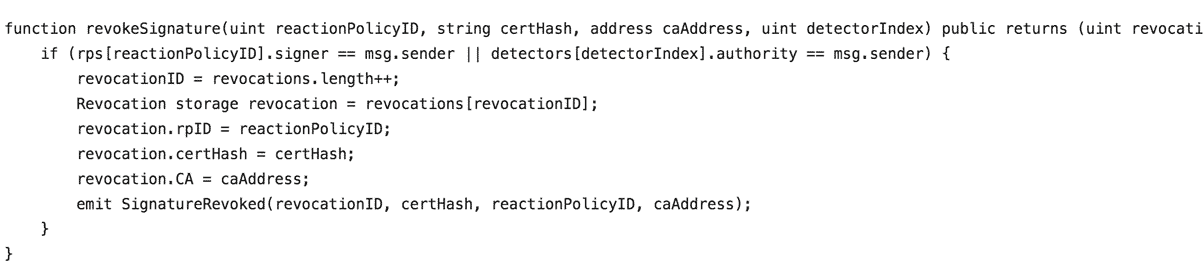 function revokeSignature(uint reactionPolicyID, string certHash, address caAddress, uint detectorIndex) public returns (uint revocati
    if (rps[reactionPolicyID].signer == msg.sender || detectors[detectorIndex].authority == msg.sender) {
        revocationID = revocations.length++;
        Revocation storage revocation = revocations[revocationID];
        revocation.rpID = reactionPolicyID;
        revocation.certHash = certHash;
        revocation.CA = caAddress;
        emit SignatureRevoked(revocationID, certHash, reactionPolicyID, caAddress);
    }
}